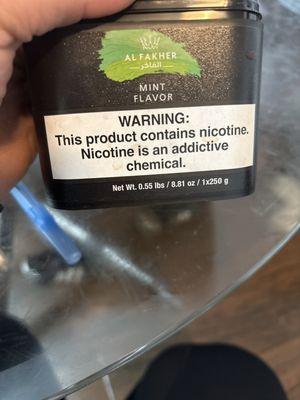 AL FAKHER
الفاخر
MINT
FLAVOR
WARNING:
This product contains nicotine.
Nicotine is an addictive
chemical.
Net Wt. 0.55 lbs / 8.81 oz / 1x250 g